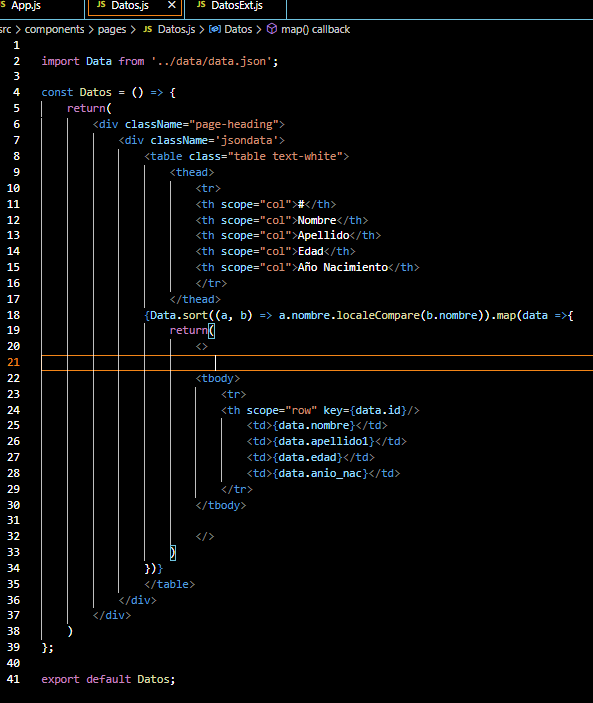 JS App.js JS Datos.js × JS DatosExt.js
src > components > pages > JS Datos.js > Datos > map() callback
1
2 import Data from '../data/data.json';
3
4 const Datos = () => {
5 return(
6 <div className="page-heading">
7 <div className='jsondata'>
8 <table class="table text-white">
9 <thead>
10 <tr>
11 <th scope="col">#</th>
12 <th scope="col">Nombre</th>
13 <th scope="col">Apellido</th>
14 <th scope="col">Edad</th>
15 <th scope="col">Año Nacimiento</th>
16 </tr>
17 </thead>
18 {Data.sort((a, b) => a.nombre.localeCompare(b.nombre)).map(data =>{
19 return(
20 <>
21
22 <tbody>
23 <tr>
24 <th scope="row" key={data.id}/>
25 <td>{data.nombre}</td>
26 <td>{data.apellido1}</td>
27 <td>{data.edad}</td>
28 <td>{data.anio_nac}</td>
29 </tr>
30 </tbody>
31
32 </>
33 )
34 })}
35 </table>
36 </div>
37 </div>
38 )
39 };
40
41 export default Datos;